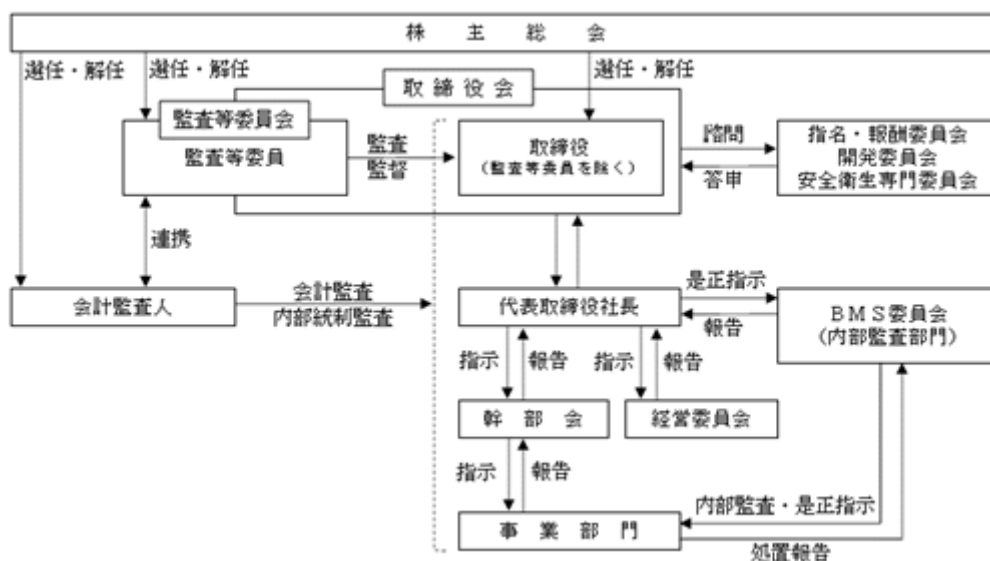 株主総会
選任・解任
選任・解任
選任・解任
取締役会
監査等委員会
監査等委員
監査
監督
取締役
(監査等委員を除く)
諮問
答申
指名・報酬委員会
開発委員会
安全衛生専門委員会
連携
会計監査人
会計監査
内部統制監査
代表取締役社長
是正指示
報告
BMS委員会
(内部監査部門)
指示
報告
指示
報告
幹部会
経営委員会
指示
報告
内部監査・是正指示
事業部門
処置報告